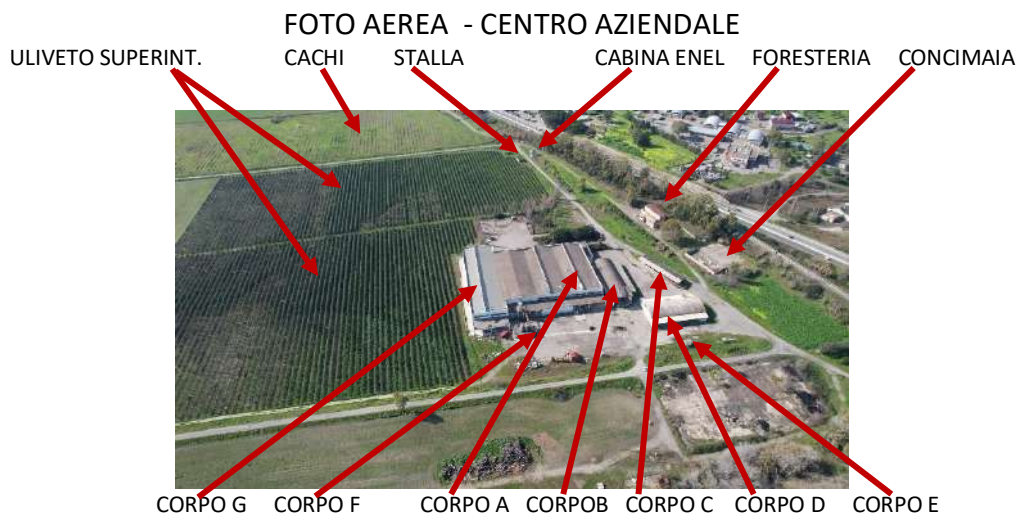 FOTO AEREA - CENTRO AZIENDALE
ULIVETO SUPERINT. CACHI STALLA CABINA ENEL FORESTERIA CONCIMAIA
CORPO G CORPO F CORPO A CORPOB CORPO C CORPO D CORPO E